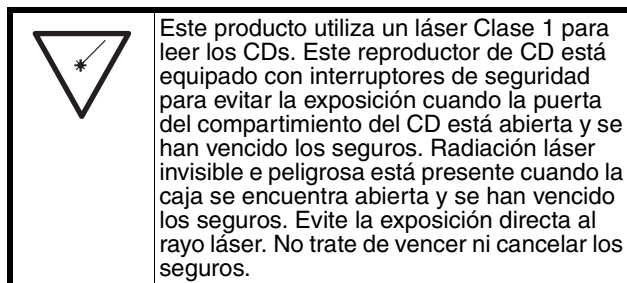 Este producto utiliza un láser Clase 1 para
leer los CDs. Este reproductor de CD está
equipado con interruptores de seguridad
para evitar la exposición cuando la puerta
del compartimiento del CD está abierta y se
han vencido los seguros. Radiación láser
invisible e peligrosa está presente cuando la
caja se encuentra abierta y se han vencido
los seguros. Evite la exposición directa al
rayo láser. No trate de vencer ni cancelar los
seguros.